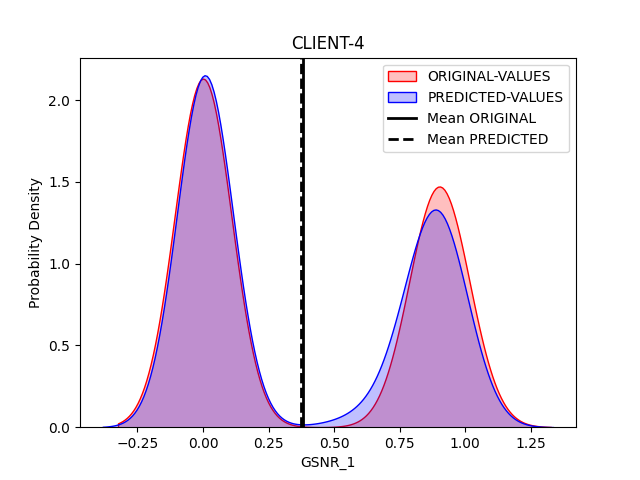 CLIENT-4
ORIGINAL-VALUES
PREDICTED-VALUES
Mean ORIGINAL
Mean PREDICTED
Probability Density
2.0
1.5
1.0
0.5
0.0
−0.25 0.00 0.25 0.50 0.75 1.00 1.25
GSNR_1